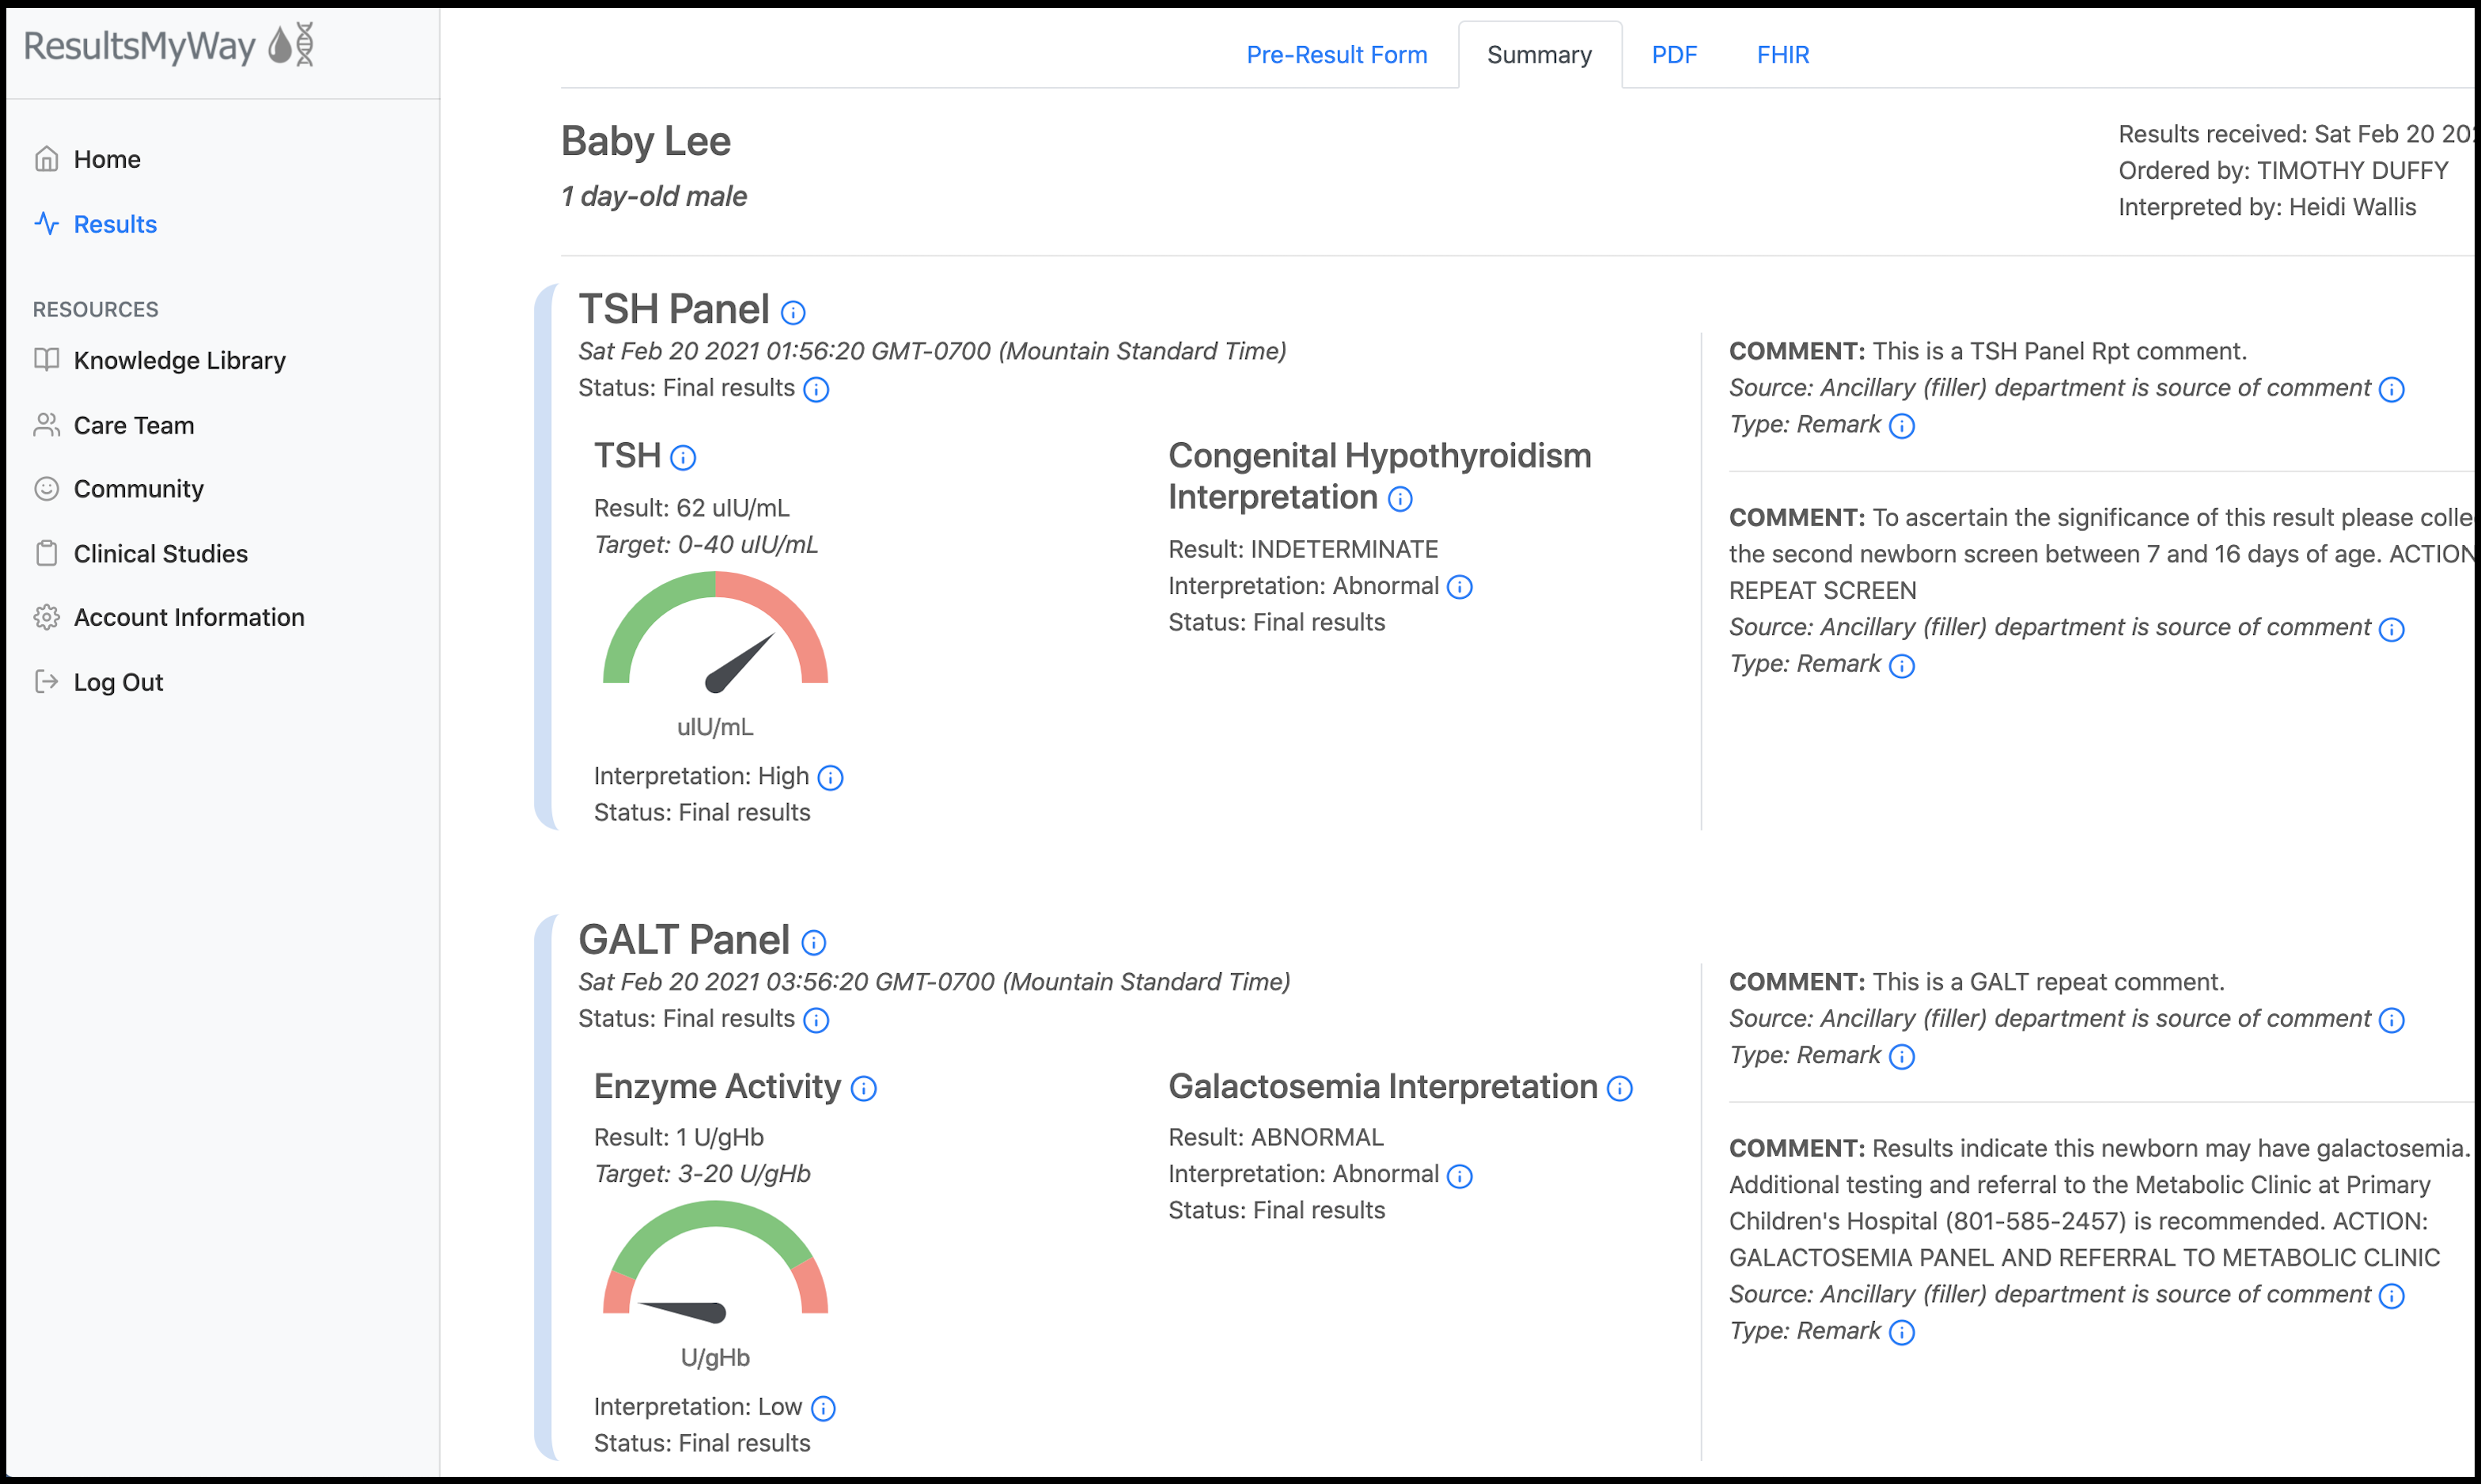 ResultsMyWay
Home
Results
RESOURCES
Knowledge Library
Care Team
Community
Clinical Studies
Account Information
Log Out
Pre-Result Form
Summary
PDF
FHIR
Baby Lee
1 day-old male
Results received: Sat Feb 20
Ordered by: TIMOTHY DUFFY
Interpreted by: Heidi Wallis
TSH Panel
Sat Feb 20 2021 01:56:20 GMT-0700 (Mountain Standard Time)
Status: Final results
TSH
Result: 62 uIU/mL
Target: 0-40 uIU/mL
uIU/mL
Interpretation: High
Status: Final results
Congenital Hypothyroidism
Interpretation
Result: INDETERMINATE
Interpretation: Abnormal
Status: Final results
COMMENT: This is a TSH Panel Rpt comment.
Source: Ancillary (filler) department is source of comment
Type: Remark
COMMENT: To ascertain the significance of this result please colle
the second newborn screen between 7 and 16 days of age. ACTION
REPEAT SCREEN
Source: Ancillary (filler) department is source of comment
Type: Remark
GALT Panel
Sat Feb 20 2021 03:56:20 GMT-0700 (Mountain Standard Time)
Status: Final results
Enzyme Activity
Result: 1 U/gHb
Target: 3-20 U/gHb
U/gHb
Interpretation: Low
Status: Final results
Galactosemia Interpretation
Result: ABNORMAL
Interpretation: Abnormal
Status: Final results
COMMENT: This is a GALT repeat comment.
Source: Ancillary (filler) department is source of comment
Type: Remark
COMMENT: Results indicate this newborn may have galactosemia.
Additional testing and referral to the Metabolic Clinic at Primary
Children's Hospital (801-585-2457) is recommended. ACTION:
GALACTOSEMIA PANEL AND REFERRAL TO METABOLIC CLINIC
Source: Ancillary (filler) department is source of comment
Type: Remark